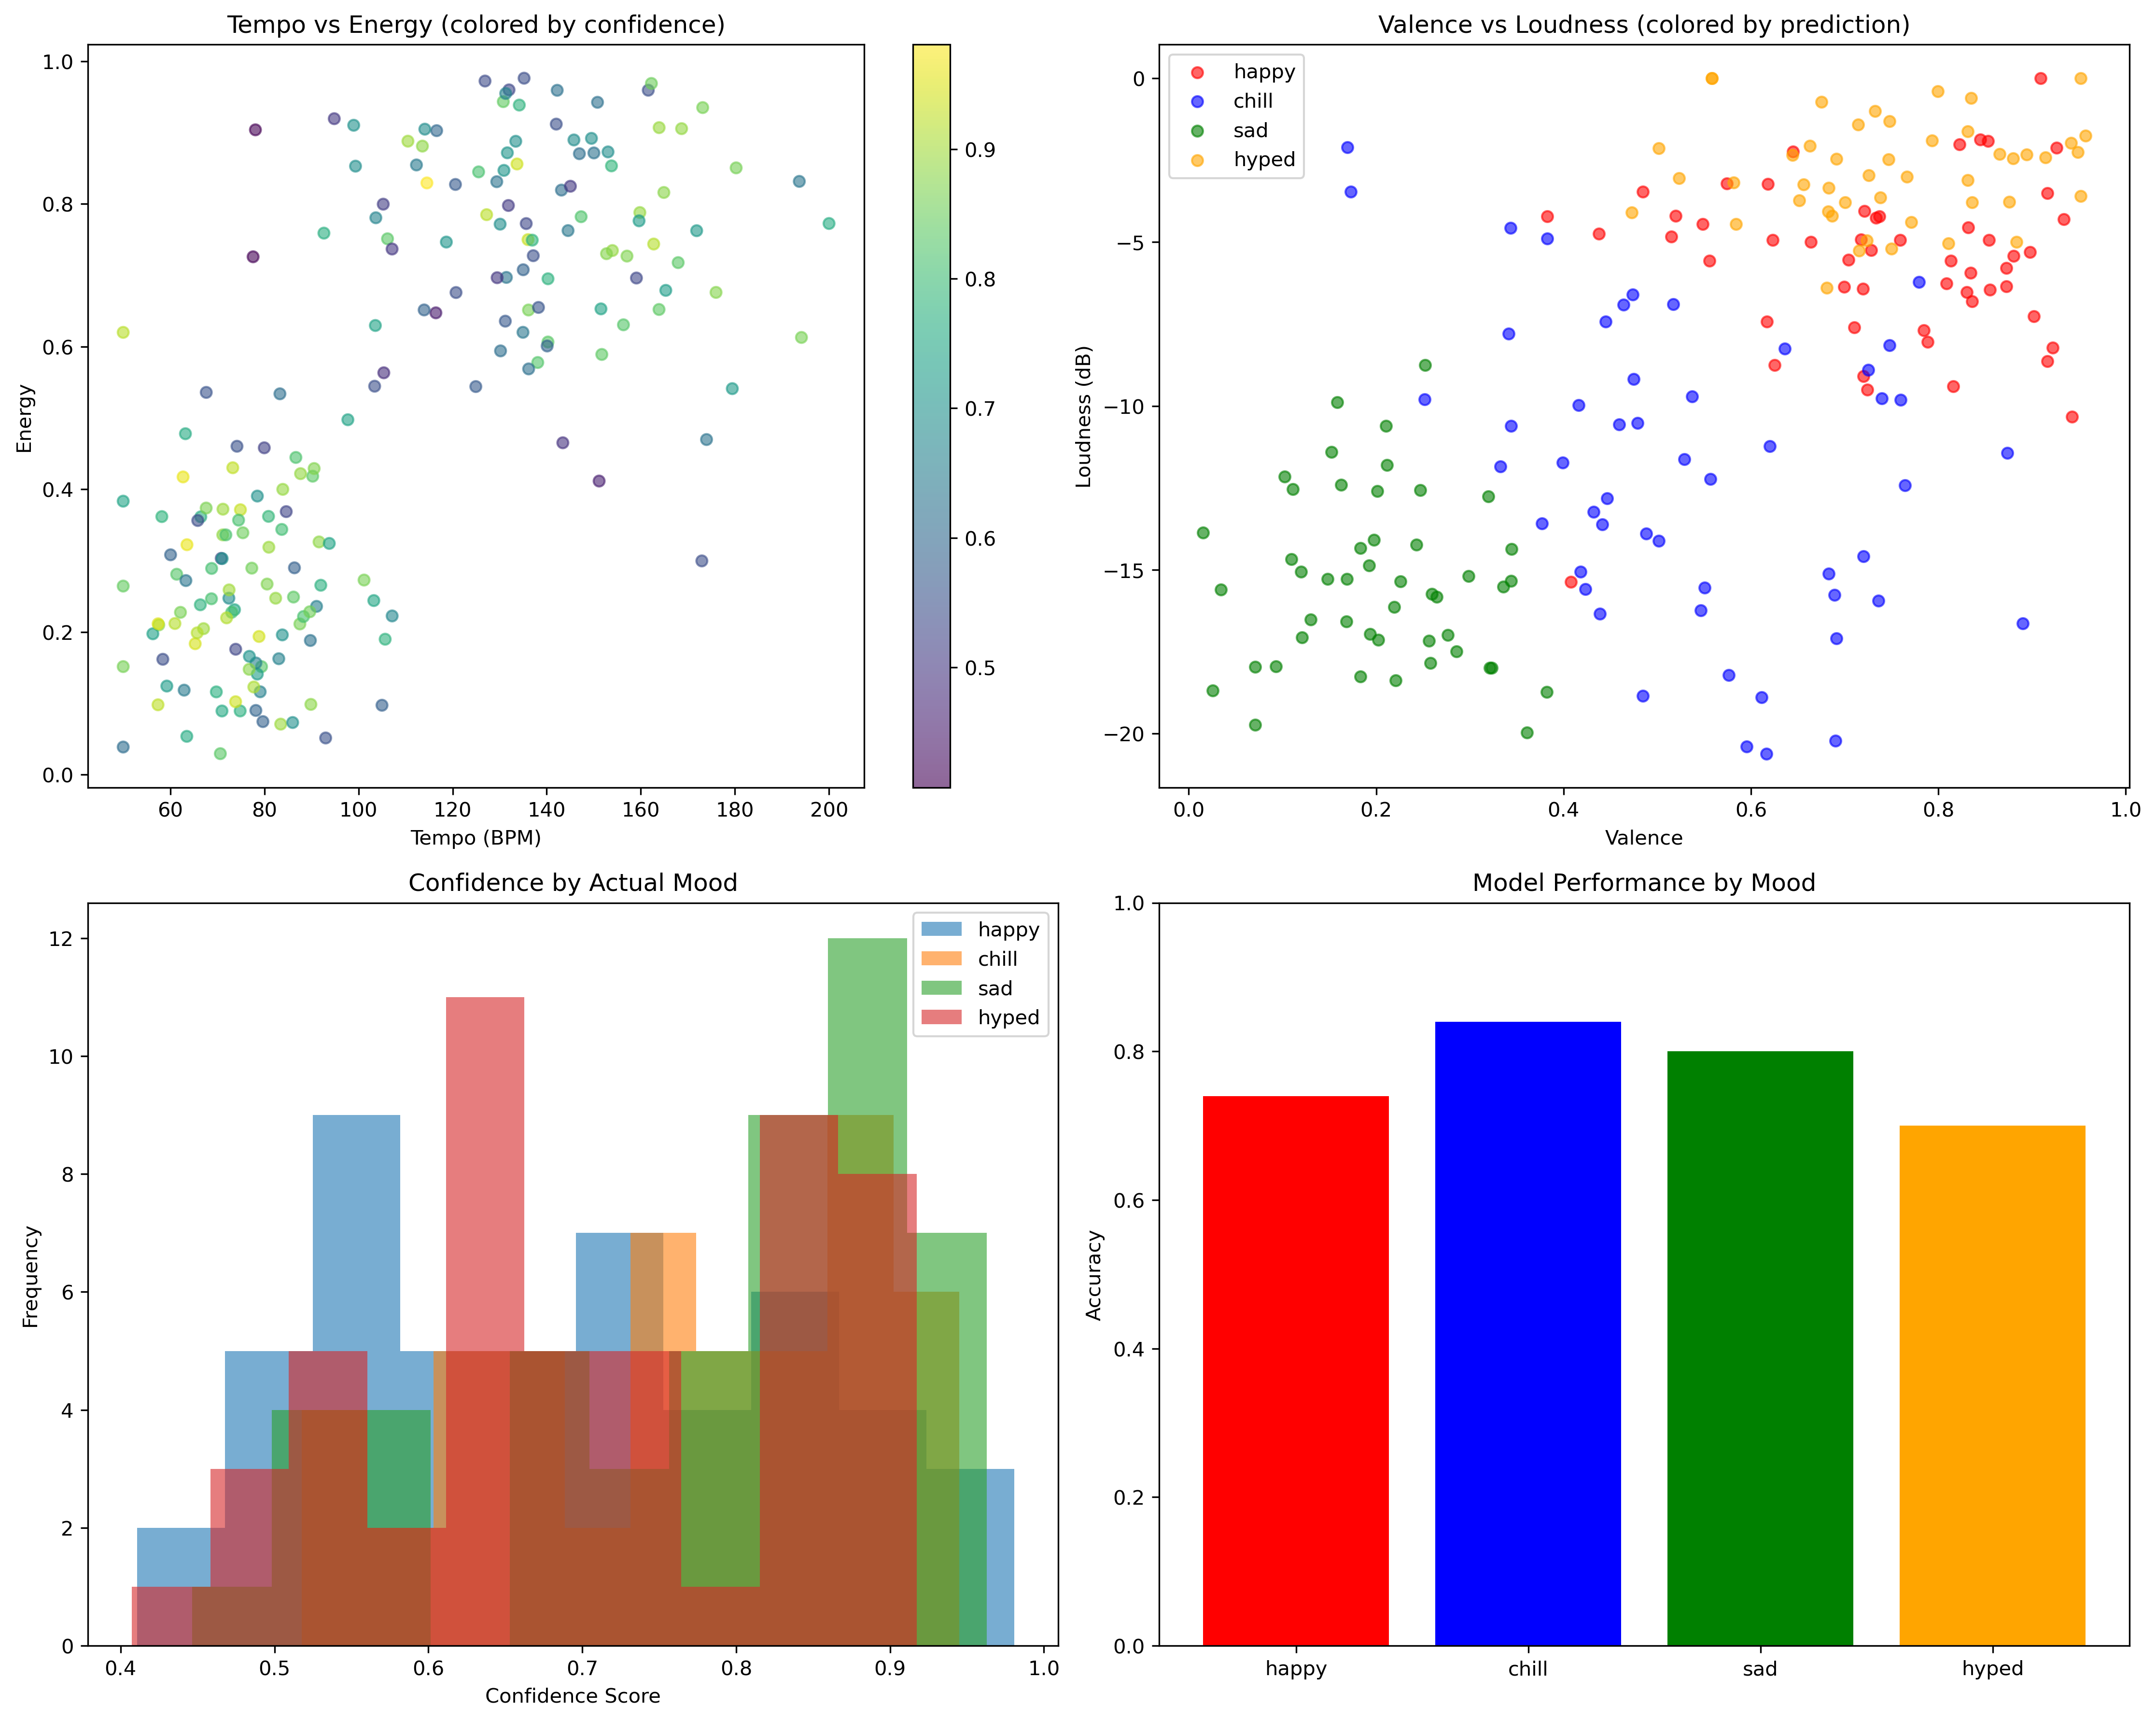 Tempo vs Energy (colored by confidence)
1.0
0.8
0.6
0.4
0.2
0.0
Energy
60 80 100 120 140 160 180 200
Tempo (BPM)
0.9
0.8
0.7
0.6
0.5
Valence vs Loudness (colored by prediction)
happy
chill
sad
hyped
0
−5
−10
−15
−20
Loudness (dB)
0.0 0.2 0.4 0.6 0.8 1.0
Valence
Confidence by Actual Mood
happy
chill
sad
hyped
12
10
8
6
4
2
0
Frequency
0.4 0.5 0.6 0.7 0.8 0.9 1.0
Confidence Score
Model Performance by Mood
1.0
0.8
0.6
0.4
0.2
0.0
Accuracy
happy chill sad hyped